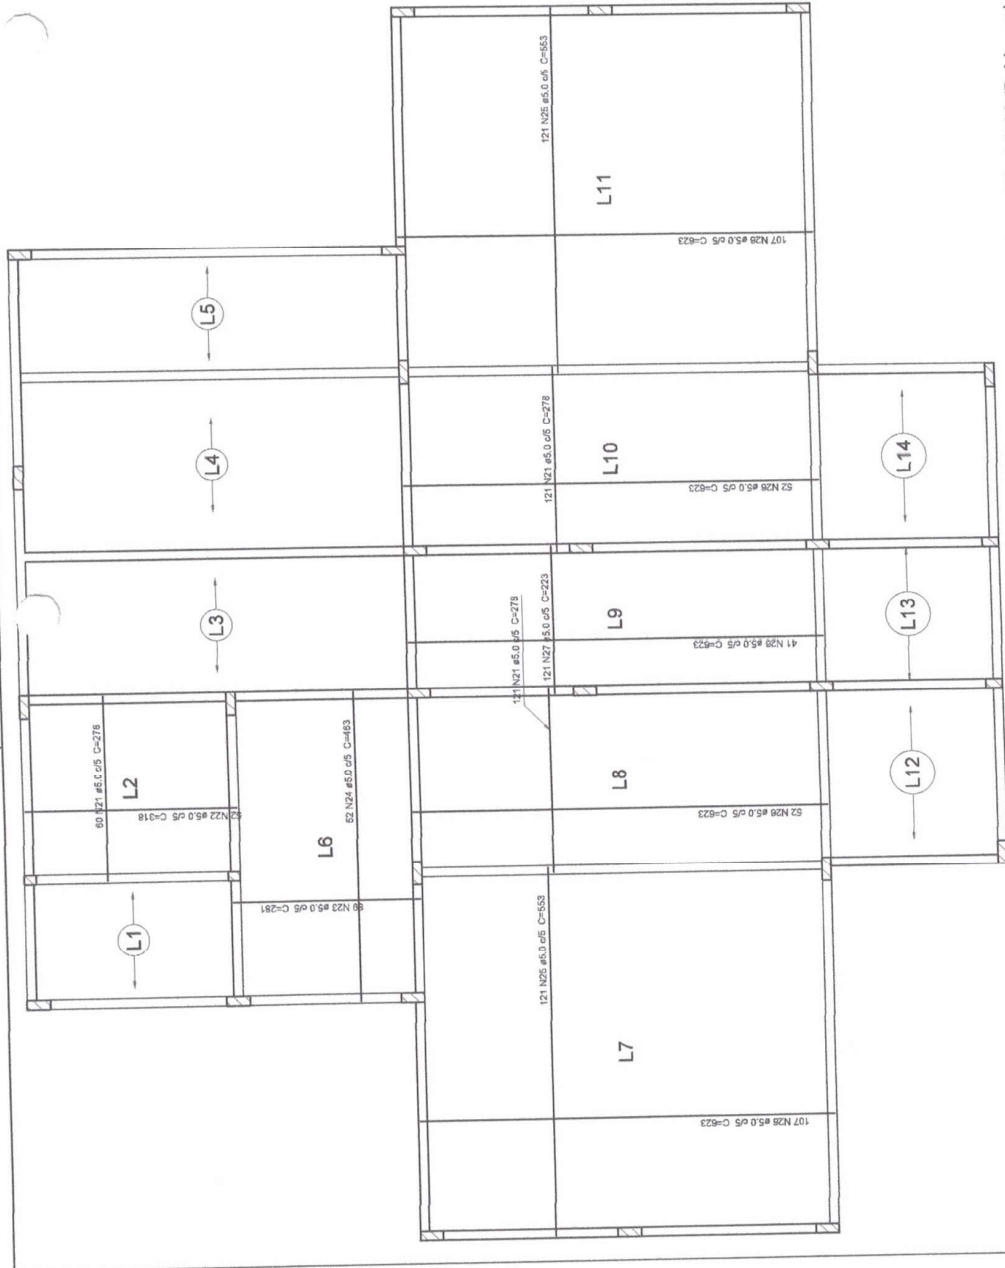 121 N25 ø5.0 c/5 C=553
L11
107 N26 ø5.0 c/5 C=623
L5
L4
121 N21 ø5.0 c/5 C=278
L10
52 N26 ø5.0 c/5 C=623
L14
L3
121 N21 ø5.0 c/5 C=278
121 N27 ø5.0 c/5 C=223
L9
41 N26 ø5.0 c/5 C=623
L13
60 N21 ø5.0 c/5 C=278
L2
52 N22 ø5.0 c/5 C=318
52 N24 ø5.0 c/5 C=463
L6
N23 ø5.0 c/5 C=281
L8
52 N26 ø5.0 c/5 C=623
L12
L1
121 N25 ø5.0 c/5 C=553
L7
107 N26 ø5.0 c/5 C=623